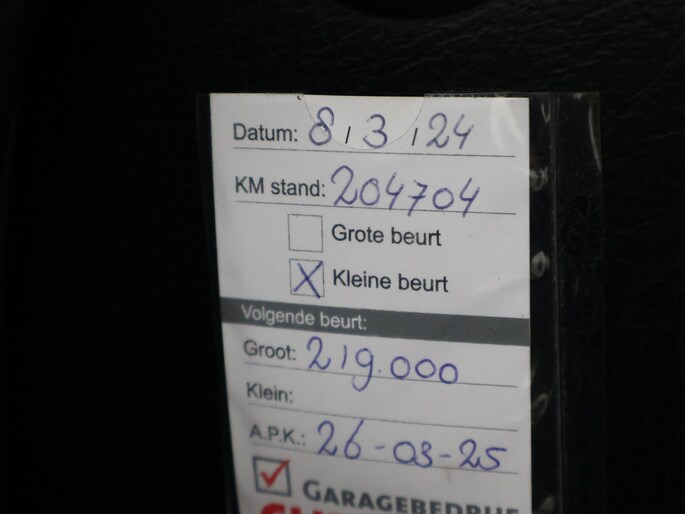 Datum: 8/3/24
KM stand: 204704
Grote beurt
X Kleine beurt
Volgende beurt:
Groot: 219.000
Klein:
A.P.K.: 26-03-25
GARAGEBEDRIJF